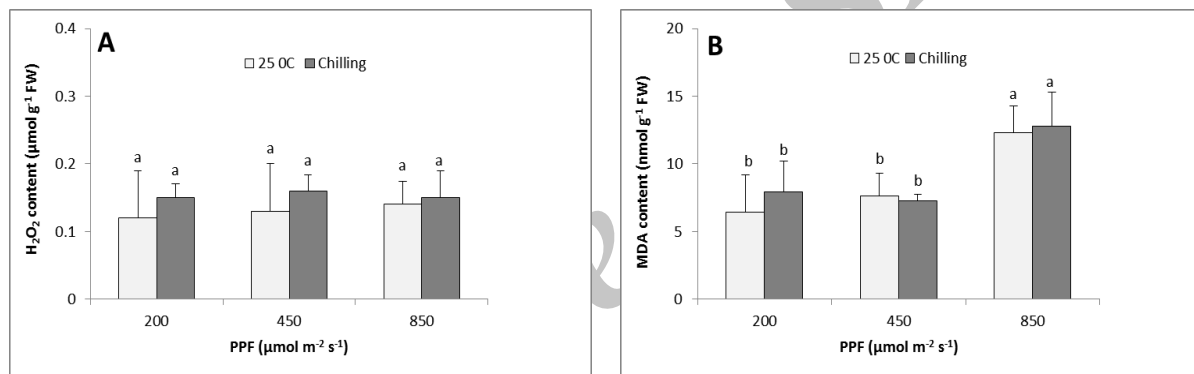 A
25 0C Chilling
H₂O₂ content (µmol g⁻¹ FW)
0.4
0.3
0.2
0.1
0
a a a a a a
200 450 850
PPF (µmol m⁻² s⁻¹)
B
25 0C Chilling
MDA content (nmol g⁻¹ FW)
20
15
10
5
0
b b b b a a
200 450 850
PPF (µmol m⁻² s⁻¹)